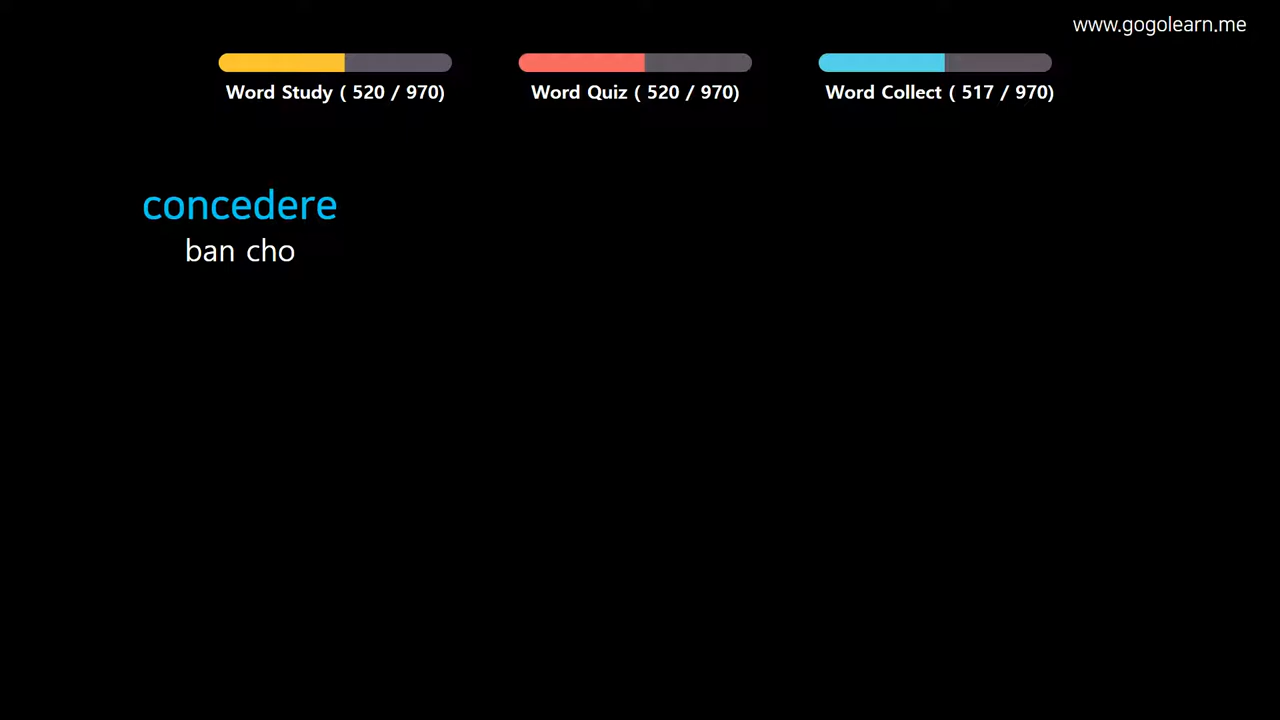 www.gogolearn.me
Word Study ( 520 / 970)
Word Quiz ( 520 / 970)
Word Collect ( 517 / 970)
concedere
ban cho